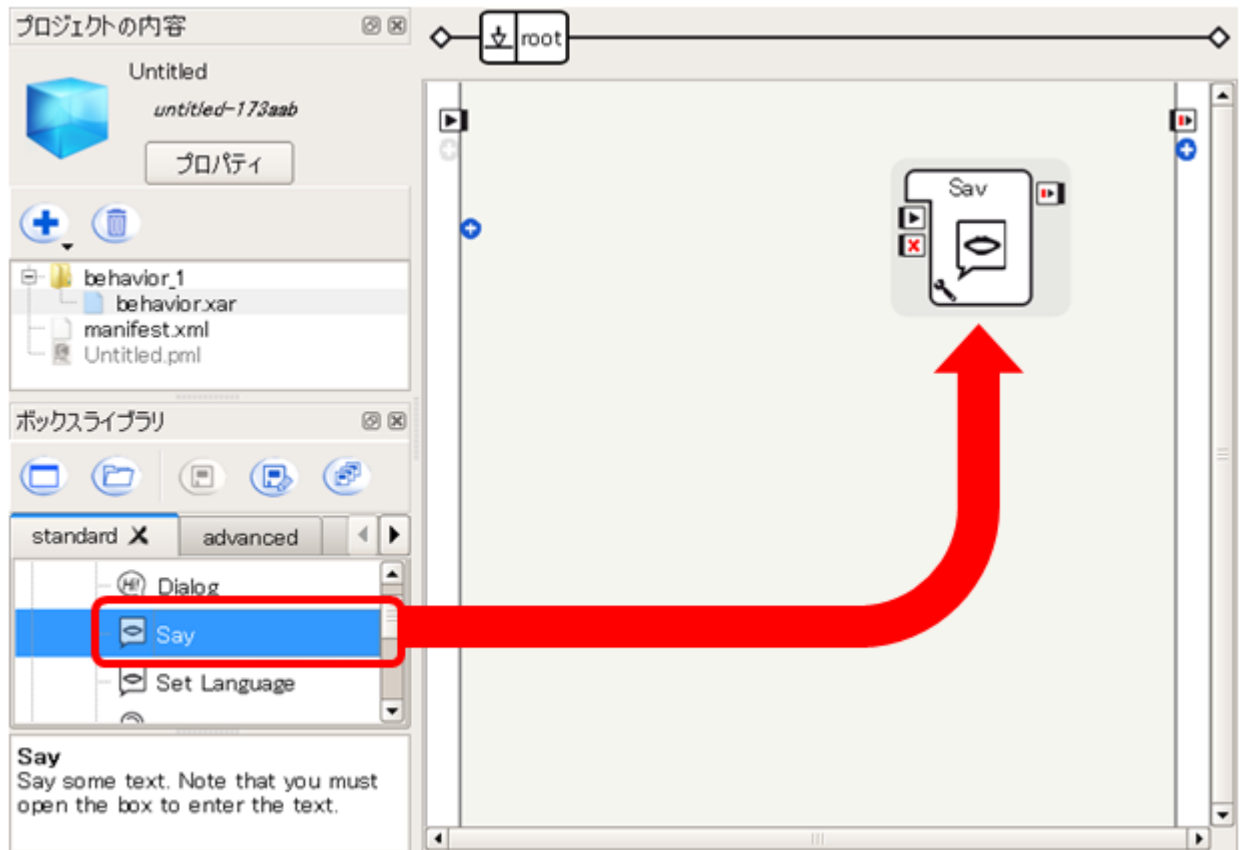 プロジェクトの内容
Untitled
untitled-173aab
プロパティ
behavior_1
behavior.xar
manifest.xml
Untitled.pml
ボックスライブラリ
standard X
advanced
Dialog
Say
Set Language
Say
Say some text. Note that you must
open the box to enter the text.
root
Say